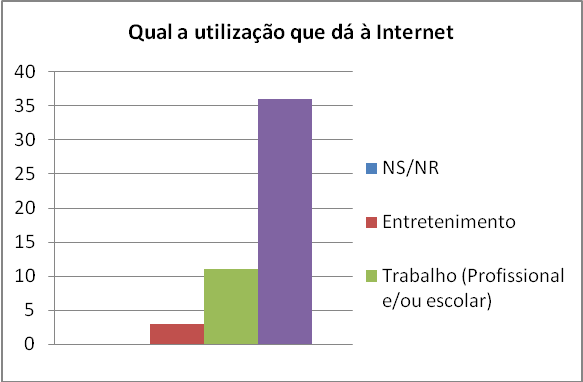 Qual a utilização que dá à Internet
40
35
30
25
20
15
10
5
0
NS/NR
Entretenimento
Trabalho (Profissional
e/ou escolar)